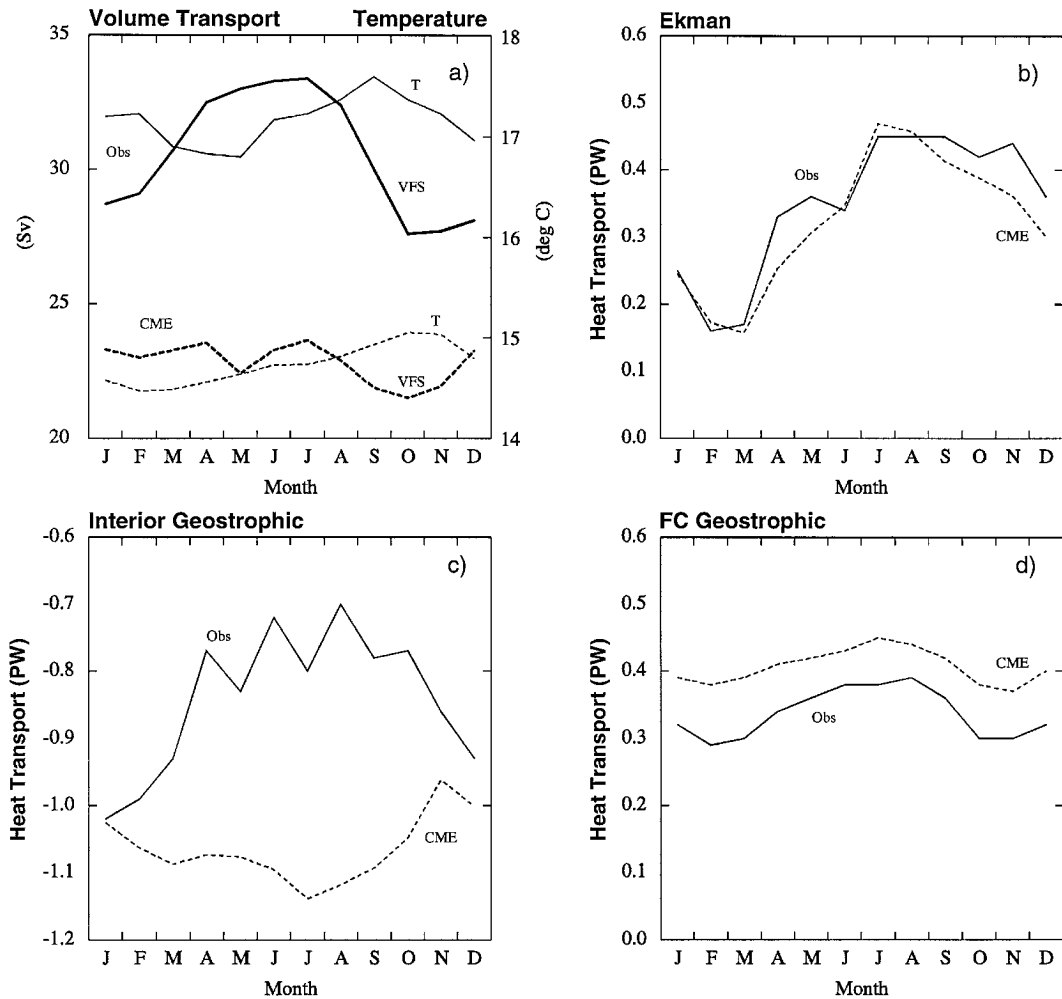 Volume Transport Temperature
35
30
25
20
(Sv)
18
17
16
15
14
(deg C)
a)
T
Obs
VFS
CME
T
VFS
J F M A M J J A S O N D
Month
Ekman
0.6
0.5
0.4
0.3
0.2
0.1
0.0
Heat Transport (PW)
b)
Obs
CME
J F M A M J J A S O N D
Month
Interior Geostrophic
-0.6
-0.7
-0.8
-0.9
-1.0
-1.1
-1.2
Heat Transport (PW)
c)
Obs
CME
J F M A M J J A S O N D
Month
FC Geostrophic
0.6
0.5
0.4
0.3
0.2
0.1
0.0
Heat Transport (PW)
d)
CME
Obs
J F M A M J J A S O N D
Month